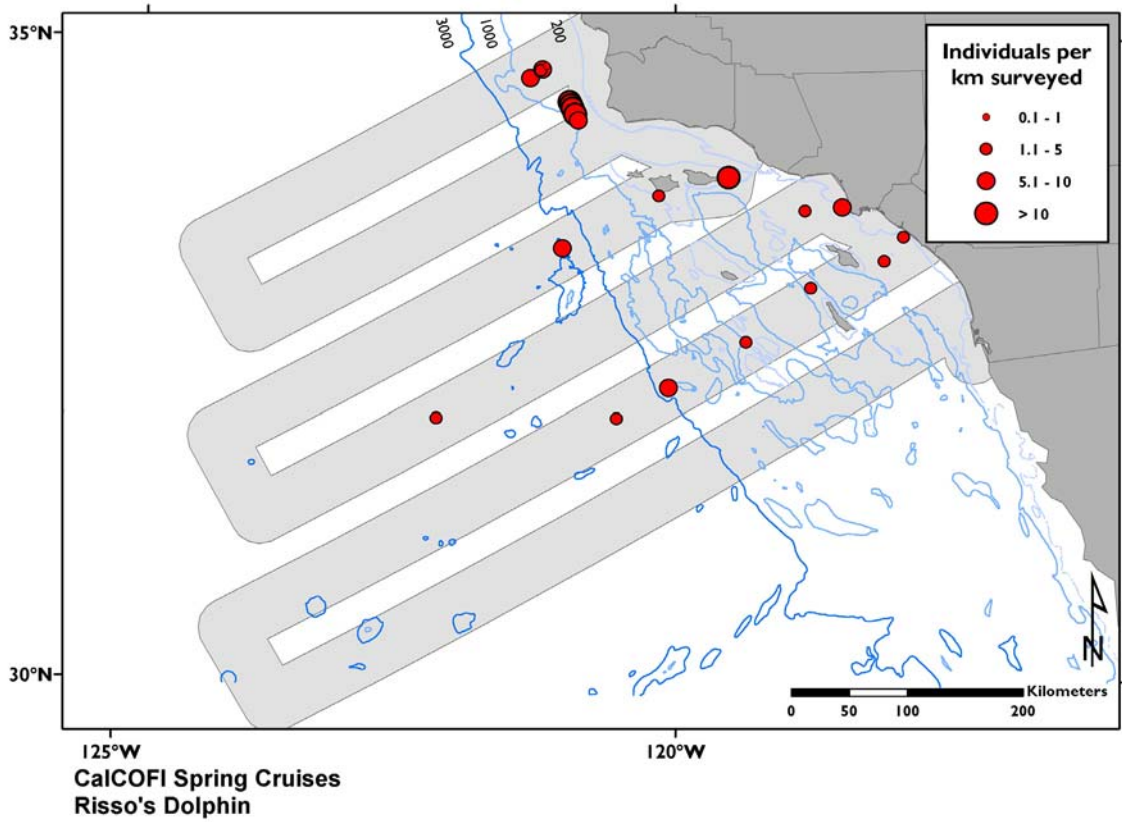 35°N
3000
1000
200
Individuals per
km surveyed
0.1 - 1
1.1 - 5
5.1 - 10
> 10
30°N
N
Kilometers
0 50 100 200
125°W 120°W
CalCOFI Spring Cruises
Risso's Dolphin